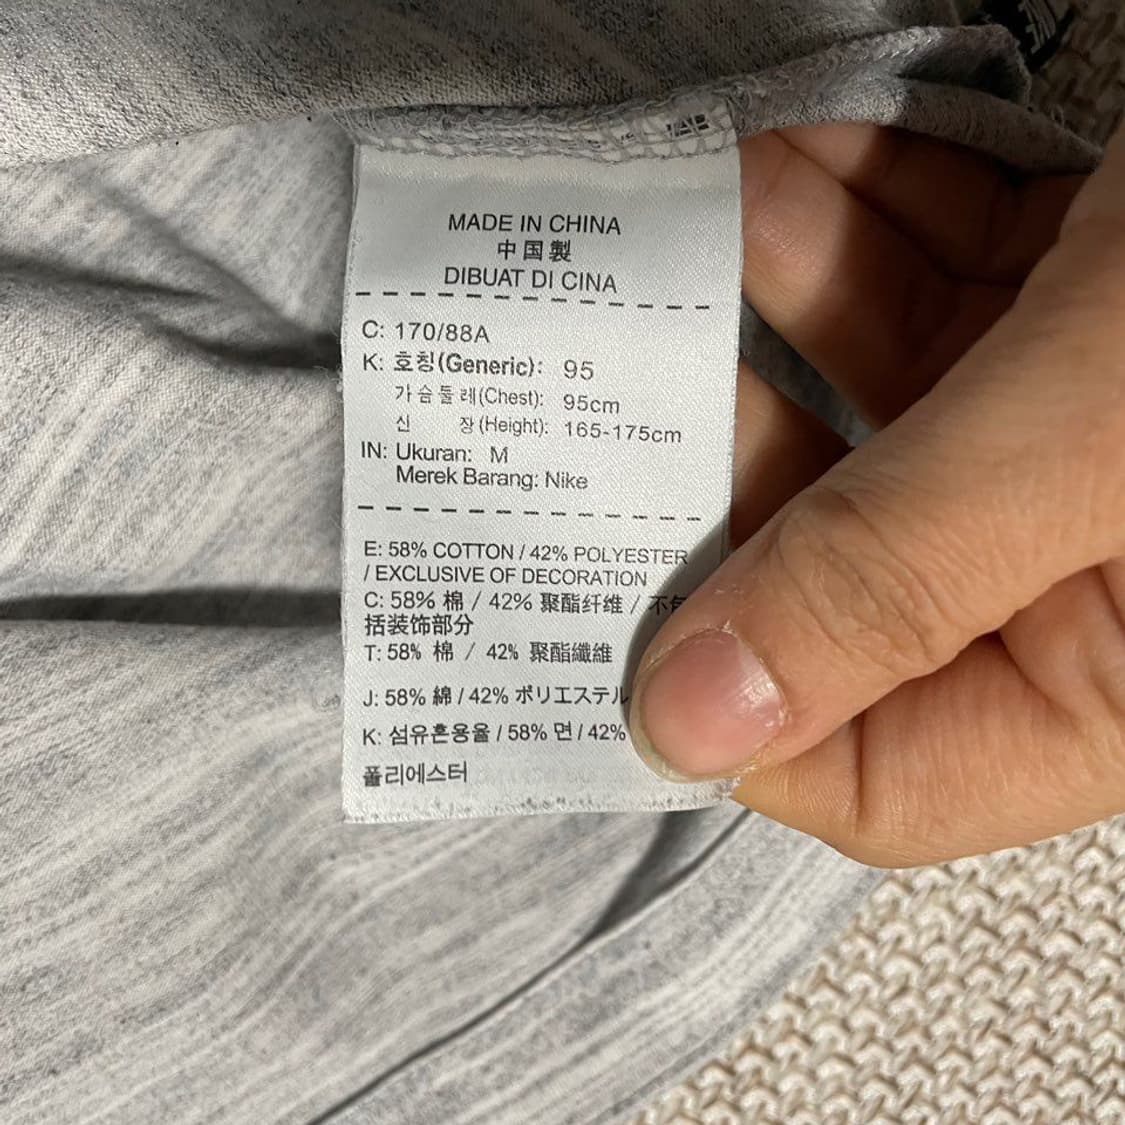 MADE IN CHINA
中国製
DIBUAT DI CINA
C: 170/88A
K: 호칭(Generic): 95
가슴둘레(Chest): 95cm
신 장(Height): 165-175cm
IN: Ukuran: M
Merek Barang: Nike
E: 58% COTTON / 42% POLYESTER
/ EXCLUSIVE OF DECORATION
C: 58% 棉 / 42% 聚酯纤维 / 不包
括装饰部分
T: 58% 棉 / 42% 聚酯纖維
J: 58% 綿 / 42% ポリエステル
K: 섬유혼용율 / 58% 면 / 42%
폴리에스터